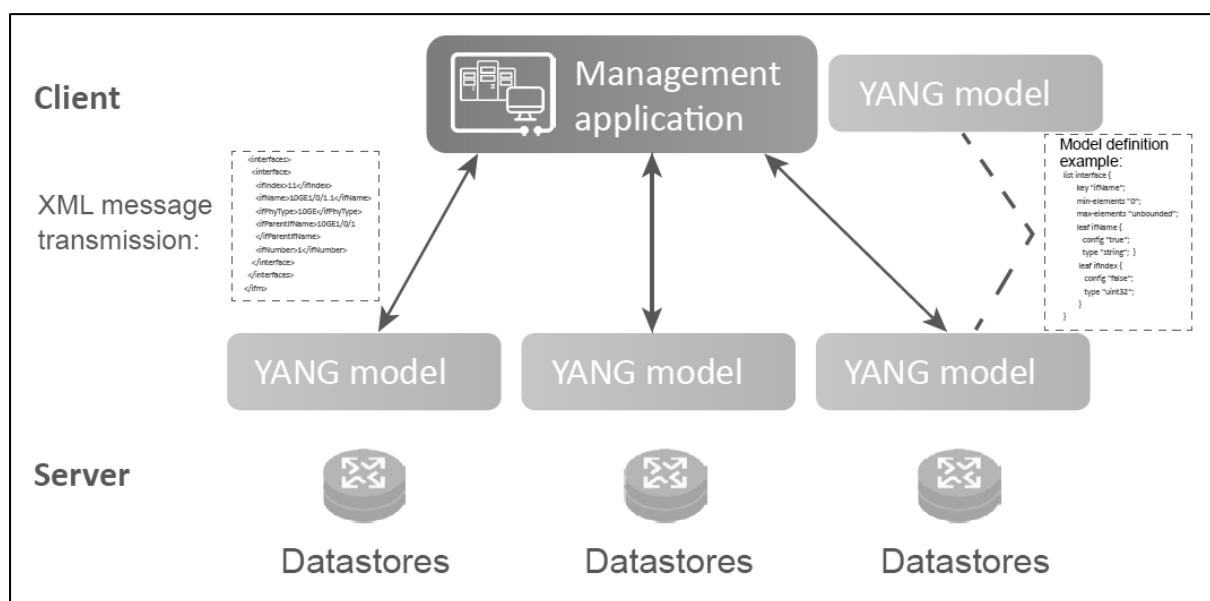 Client
Management
application
YANG model
XML message
transmission:
<interfaces>
<interface>
<ifIndex>11</ifIndex>
<ifName>10GE1/0/1.1</ifName>
<ifPhyType>10GE</ifPhyType>
<ifParentIfName>10GE1/0/1
</ifParentIfName>
<ifNumber>1</ifNumber>
</interface>
</interfaces>
</ifm>
Model definition
example:
list interface {
key "ifName";
min-elements "0";
max-elements "unbounded";
leaf ifName {
config "true";
type "string"; }
leaf ifIndex {
config "false";
type "uint32";
}
}
YANG model
YANG model
YANG model
Server
Datastores
Datastores
Datastores